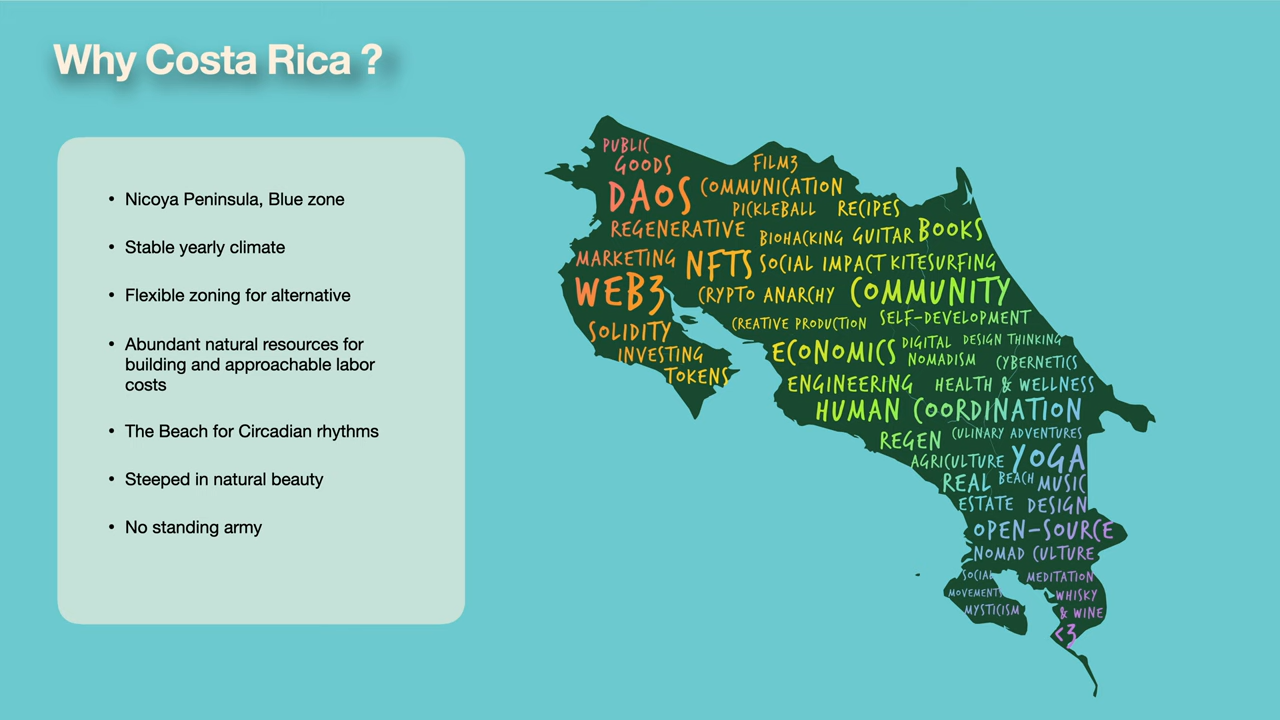 Why Costa Rica ?
• Nicoya Peninsula, Blue zone
• Stable yearly climate
• Flexible zoning for alternative
• Abundant natural resources for
building and approachable labor
costs
• The Beach for Circadian rhythms
• Steeped in natural beauty
• No standing army
PUBLIC
GOODS
FILM3
DAOS
COMMUNICATION
PICKLEBALL
RECIPES
REGENERATIVE
BIOHACKING
GUITAR
BOOKS
MARKETING
NFTS
SOCIAL IMPACT
KITESURFING
WEB3
CRYPTO ANARCHY
COMMUNITY
SOLIDITY
CREATIVE PRODUCTION
SELF-DEVELOPMENT
INVESTING
ECONOMICS
DIGITAL
NOMADISM
DESIGN THINKING
CYBERNETICS
TOKENS
ENGINEERING
HEALTH & WELLNESS
HUMAN COORDINATION
REGEN
CULINARY ADVENTURES
AGRICULTURE
YOGA
REAL
ESTATE
BEACH
MUSIC
DESIGN
OPEN-SOURCE
NOMAD CULTURE
SOCIAL
MOVEMENTS
MEDITATION
WHISKY
& WINE
MYSTICISM
<3